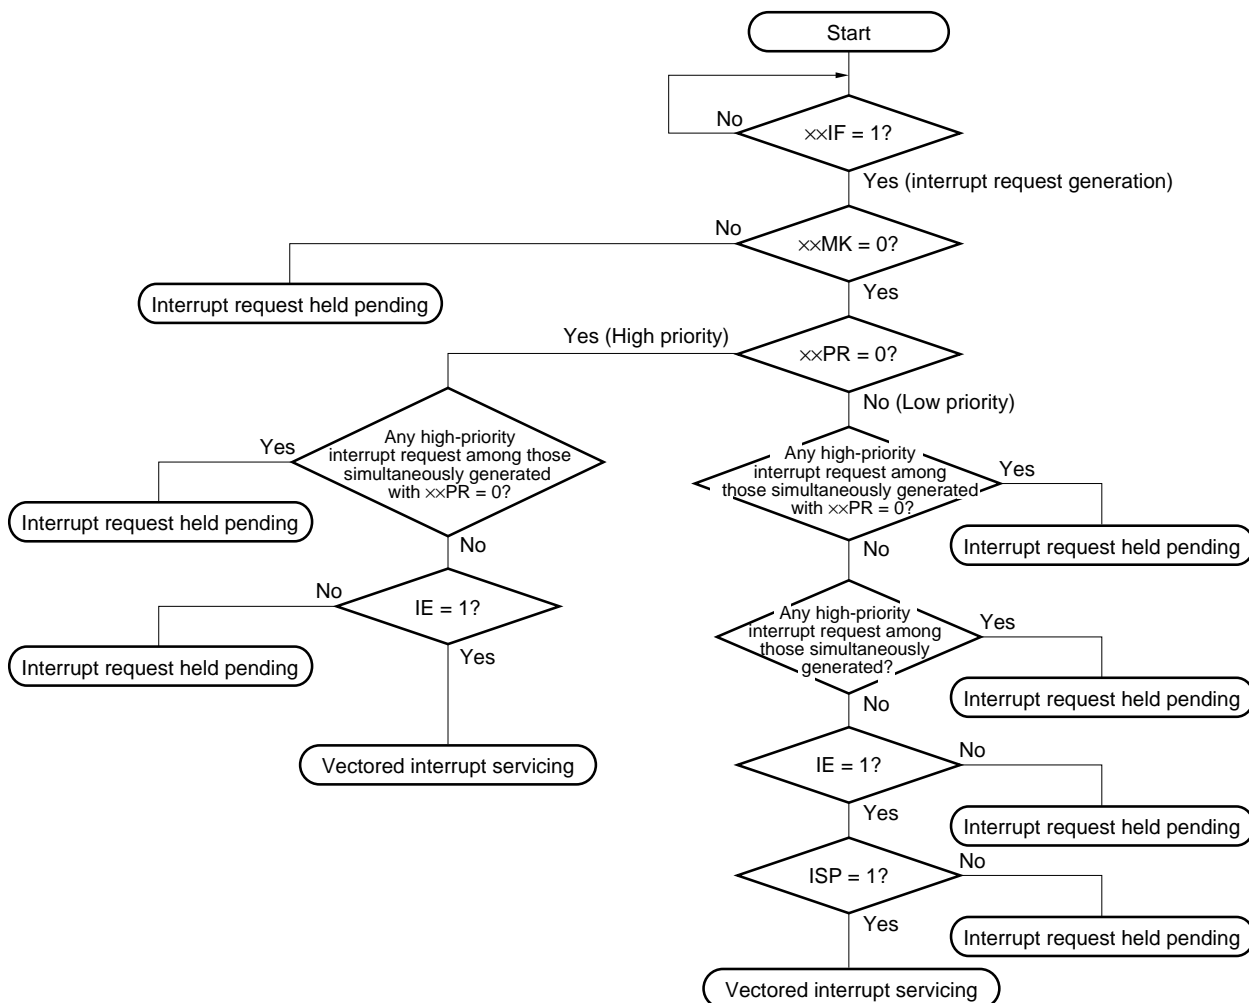 Start
No
××IF = 1?
Yes (interrupt request generation)
No
××MK = 0?
Interrupt request held pending
Yes
Yes (High priority)
××PR = 0?
No (Low priority)
Yes
Any high-priority
interrupt request among those
simultaneously generated
with ××PR = 0?
Any high-priority
interrupt request among
those simultaneously generated
with ××PR = 0?
Yes
Interrupt request held pending
Interrupt request held pending
No
No
No
IE = 1?
Any high-priority
interrupt request among
those simultaneously
generated?
Yes
Interrupt request held pending
Yes
Interrupt request held pending
No
Vectored interrupt servicing
IE = 1?
No
Yes
Interrupt request held pending
ISP = 1?
No
Yes
Interrupt request held pending
Vectored interrupt servicing